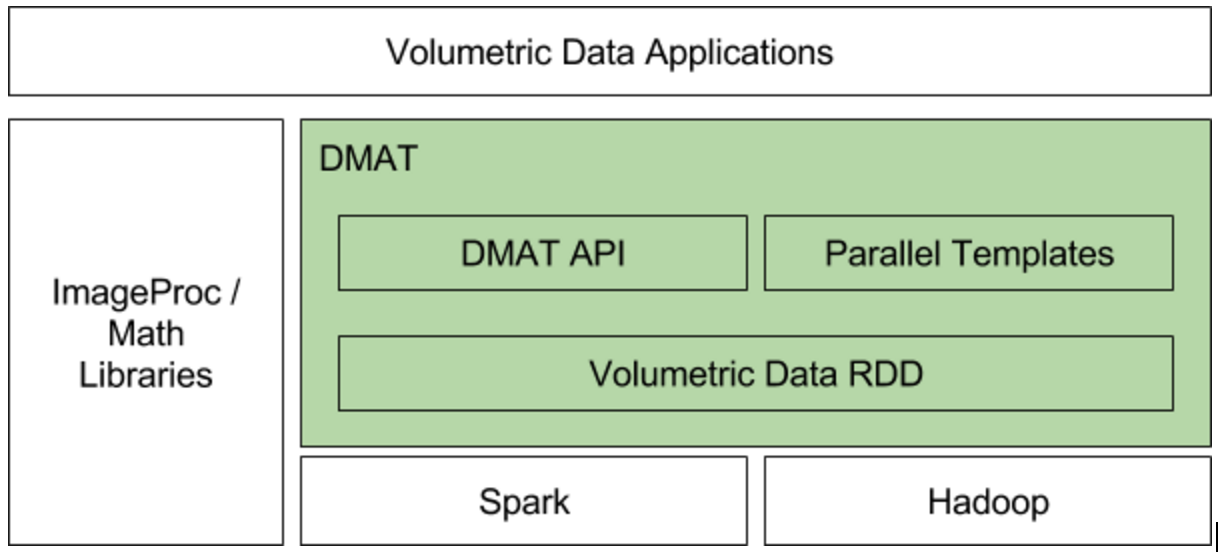 Volumetric Data Applications
ImageProc /
Math
Libraries
DMAT
DMAT API
Parallel Templates
Volumetric Data RDD
Spark
Hadoop